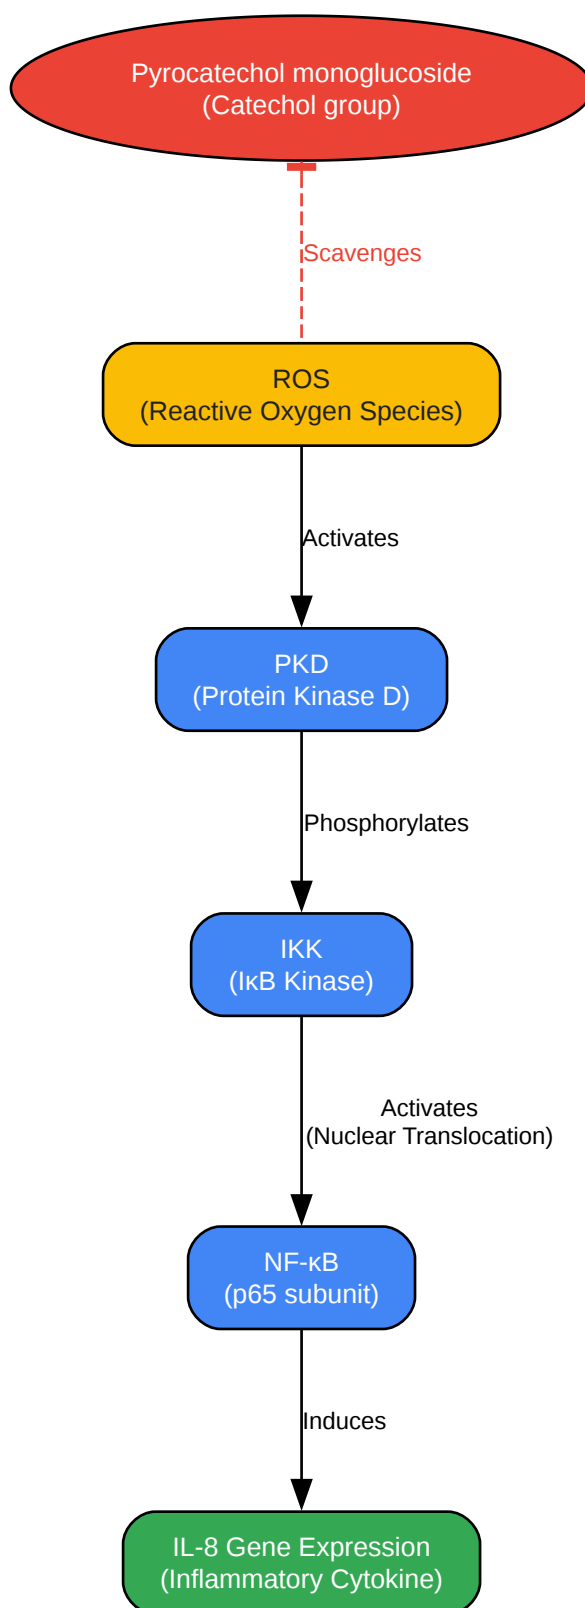 Pyrocatechol monoglucoside
(Catechol group)
Scavenges
ROS
(Reactive Oxygen Species)
Activates
PKD
(Protein Kinase D)
Phosphorylates
IKK
(IκB Kinase)
Activates
(Nuclear Translocation)
NF-κB
(p65 subunit)
Induces
IL-8 Gene Expression
(Inflammatory Cytokine)